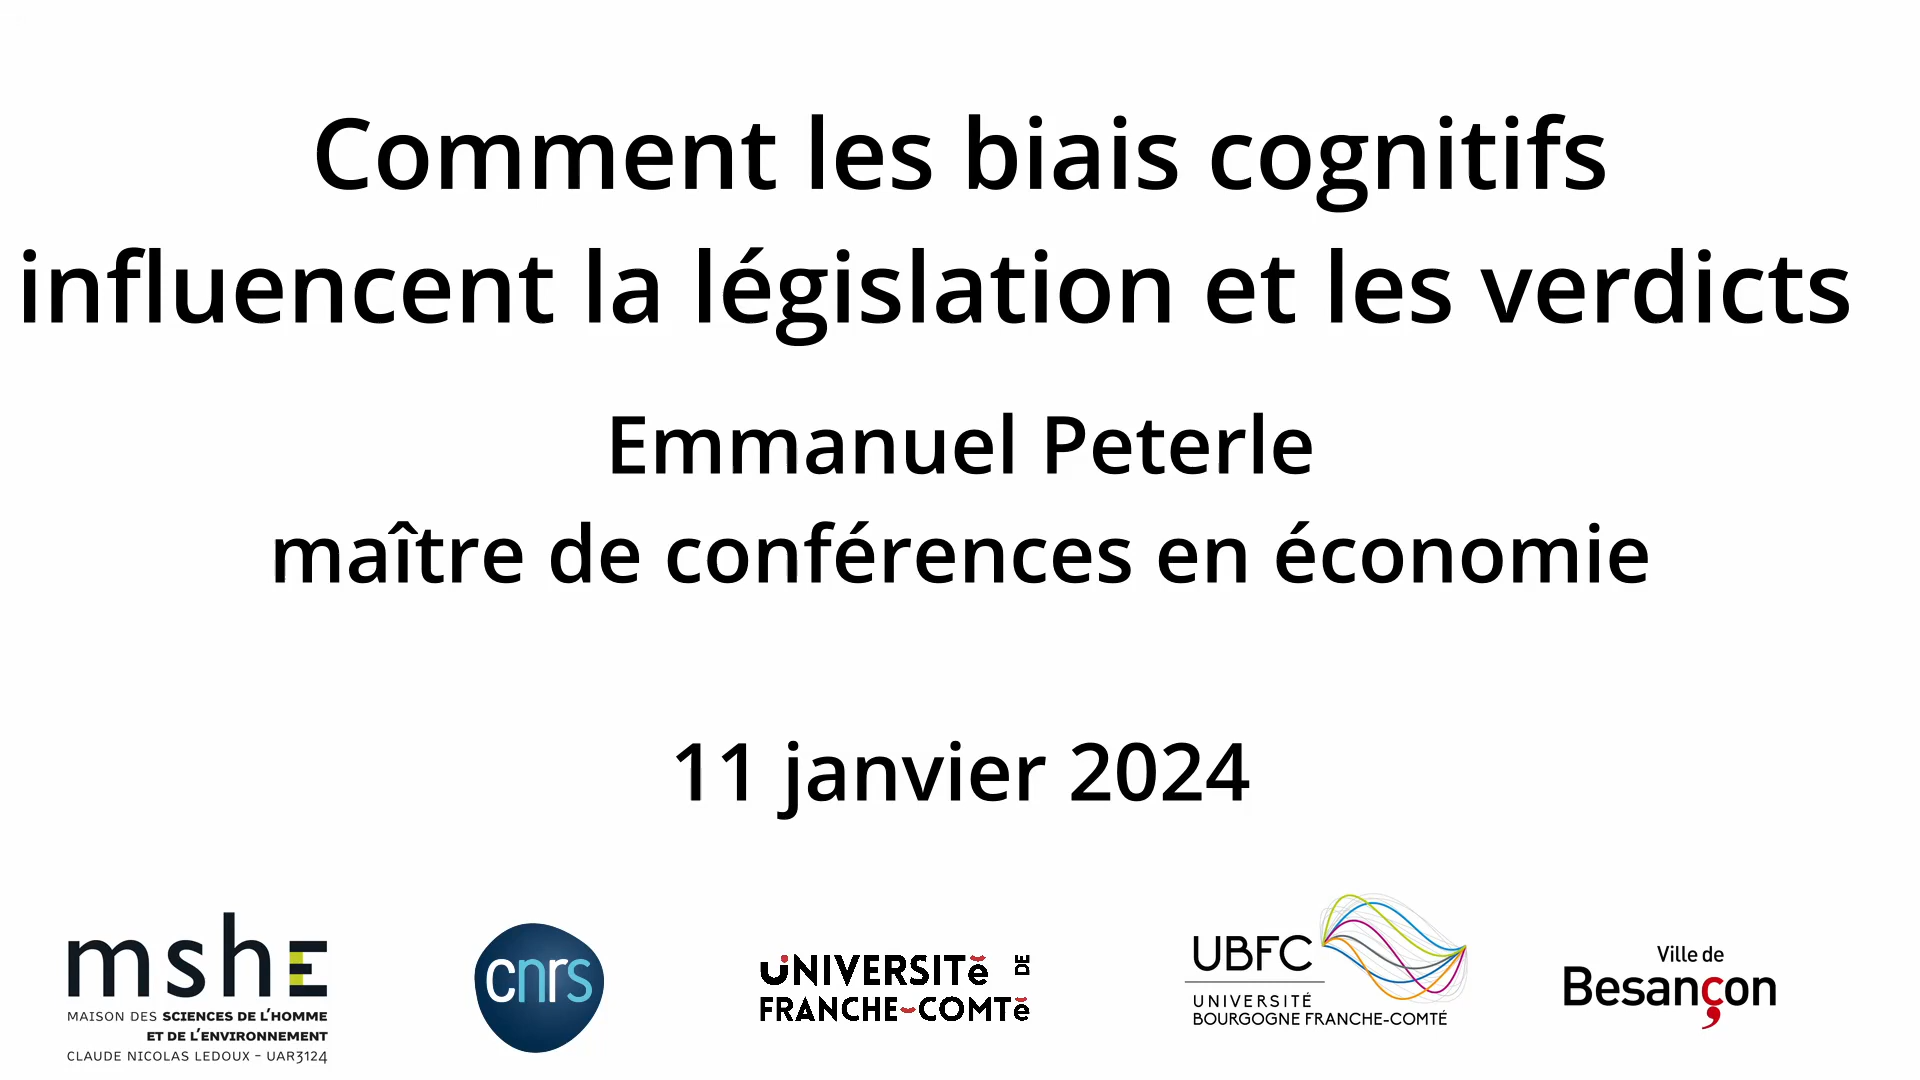 Comment les biais cognitifs
influencent la législation et les verdicts
Emmanuel Peterle
maître de conférences en économie
11 janvier 2024
mshE
MAISON DES SCIENCES DE L'HOMME
ET DE L'ENVIRONNEMENT
CLAUDE NICOLAS LEDOUX – UAR3124
cnrs
UNIVERSITé DE
FRANCHE-COMTé
UBFC
UNIVERSITÉ
BOURGOGNE FRANCHE-COMTÉ
Ville de
Besançon